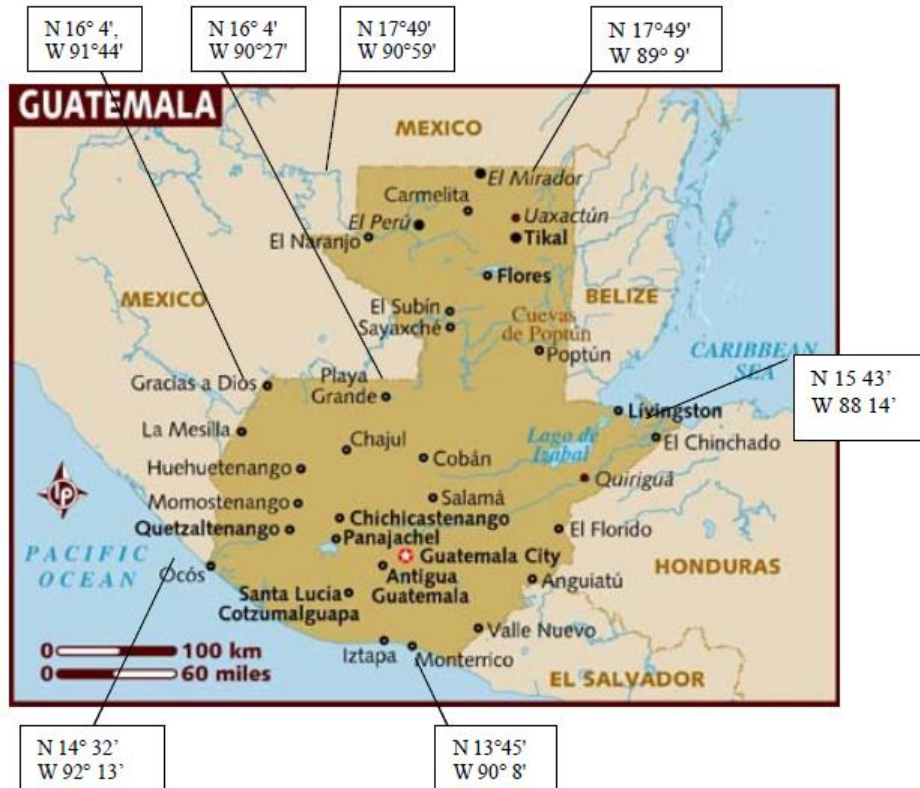 N 16° 4',
W 91°44'
N 16° 4'
W 90°27'
N 17°49'
W 90°59'
N 17°49'
W 89° 9'
GUATEMALA
MEXICO
El Mirador
Carmelita
Uaxactún
El Perú
El Naranjo
Tikal
Flores
MEXICO
BELIZE
El Subín
Sayaxché
Cuevas
de Poptún
Poptún
CARIBBEAN
SEA
N 15 43’
W 88 14’
Gracias a Dios
Playa
Grande
Livingston
La Mesilla
Chajul
Lago de
Izabal
El Chinchado
Cobán
Huehuetenango
Quiriguá
Momostenango
Salamá
Chichicastenango
Quetzaltenango
El Florido
Panajachel
LP
PACIFIC
OCEAN
Guatemala City
HONDURAS
Ocós
Antigua
Guatemala
Anguiatú
Santa Lucía
Cotzumalguapa
Valle Nuevo
0 100 km
0 60 miles
Iztapa
Monterrico
EL SALVADOR
N 14° 32’
W 92° 13’
N 13°45'
W 90° 8'